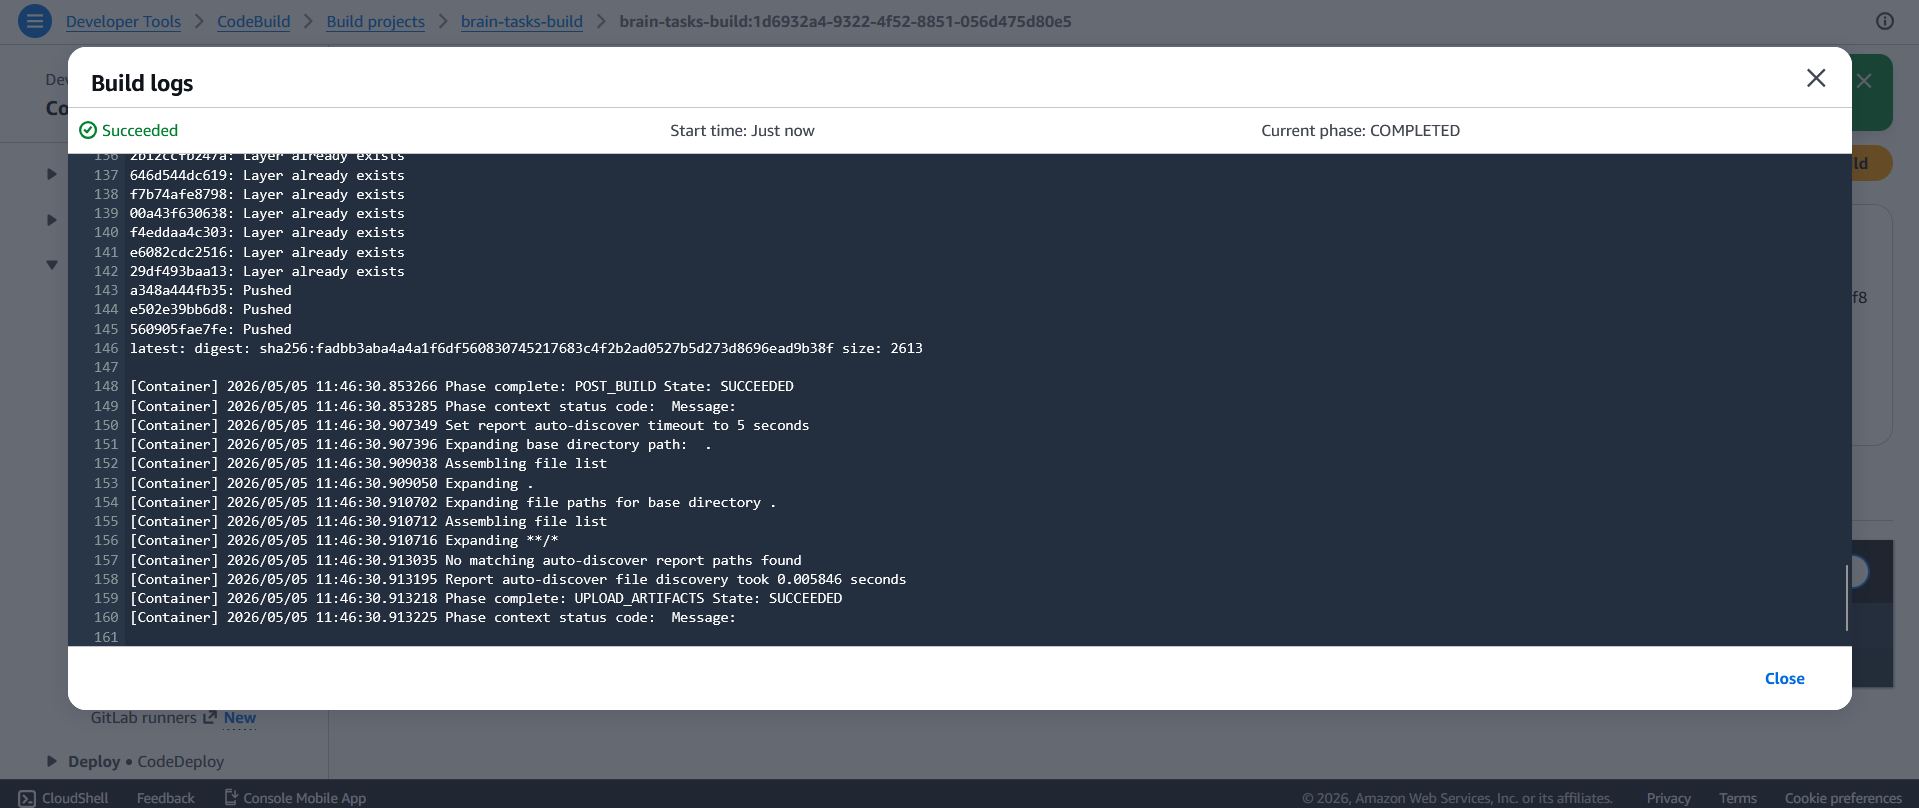 Developer Tools > CodeBuild > Build projects > brain-tasks-build > brain-tasks-build:1d6932a4-9322-4f52-8851-056d475d80e5
Build logs
Succeeded
Start time: Just now
Current phase: COMPLETED
136 2b12ccfb247a: Layer already exists
137 646d544dc619: Layer already exists
138 f7b74afe8798: Layer already exists
139 00a43f630638: Layer already exists
140 f4eddaa4c303: Layer already exists
141 e6082cdc2516: Layer already exists
142 29df493baa13: Layer already exists
143 a348a444fb35: Pushed
144 e502e39bb6d8: Pushed
145 560905fae7fe: Pushed
146 latest: digest: sha256:fadbb3aba4a4a1f6df560830745217683c4f2b2ad0527b5d273d8696ead9b38f size: 2613
147
148 [Container] 2026/05/05 11:46:30.853266 Phase complete: POST_BUILD State: SUCCEEDED
149 [Container] 2026/05/05 11:46:30.853285 Phase context status code:  Message:
150 [Container] 2026/05/05 11:46:30.907349 Set report auto-discover timeout to 5 seconds
151 [Container] 2026/05/05 11:46:30.907396 Expanding base directory path:  .
152 [Container] 2026/05/05 11:46:30.909038 Assembling file list
153 [Container] 2026/05/05 11:46:30.909050 Expanding .
154 [Container] 2026/05/05 11:46:30.910702 Expanding file paths for base directory .
155 [Container] 2026/05/05 11:46:30.910712 Assembling file list
156 [Container] 2026/05/05 11:46:30.910716 Expanding **/*
157 [Container] 2026/05/05 11:46:30.913035 No matching auto-discover report paths found
158 [Container] 2026/05/05 11:46:30.913195 Report auto-discover file discovery took 0.005846 seconds
159 [Container] 2026/05/05 11:46:30.913218 Phase complete: UPLOAD_ARTIFACTS State: SUCCEEDED
160 [Container] 2026/05/05 11:46:30.913225 Phase context status code:  Message:
161
Close
GitLab runners New
Deploy • CodeDeploy
CloudShell Feedback Console Mobile App © 2026, Amazon Web Services, Inc. or its affiliates. Privacy Terms Cookie preferences